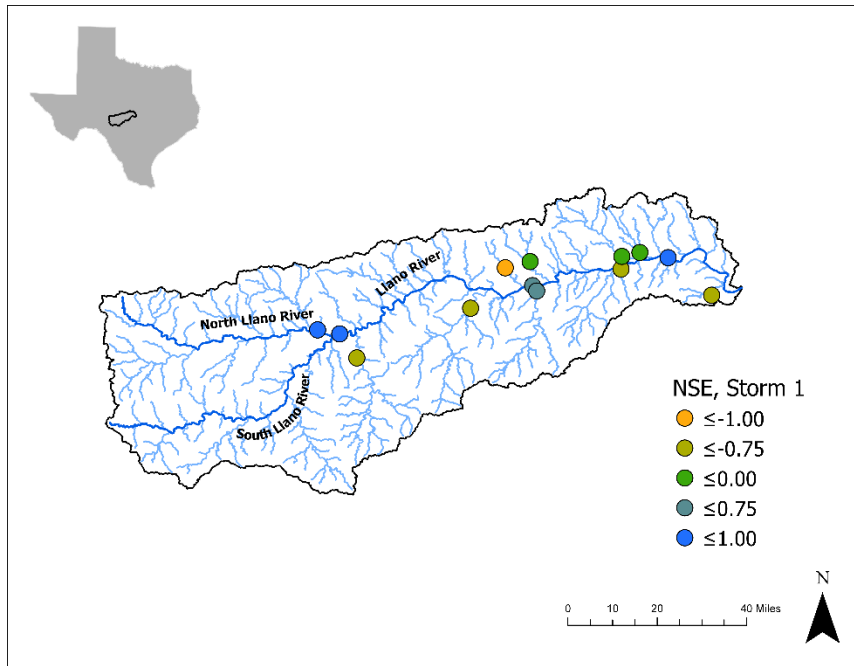 Llano River
North Llano River
South Llano River
NSE, Storm 1
≤-1.00
≤-0.75
≤0.00
≤0.75
≤1.00
N
0 10 20 40 Miles